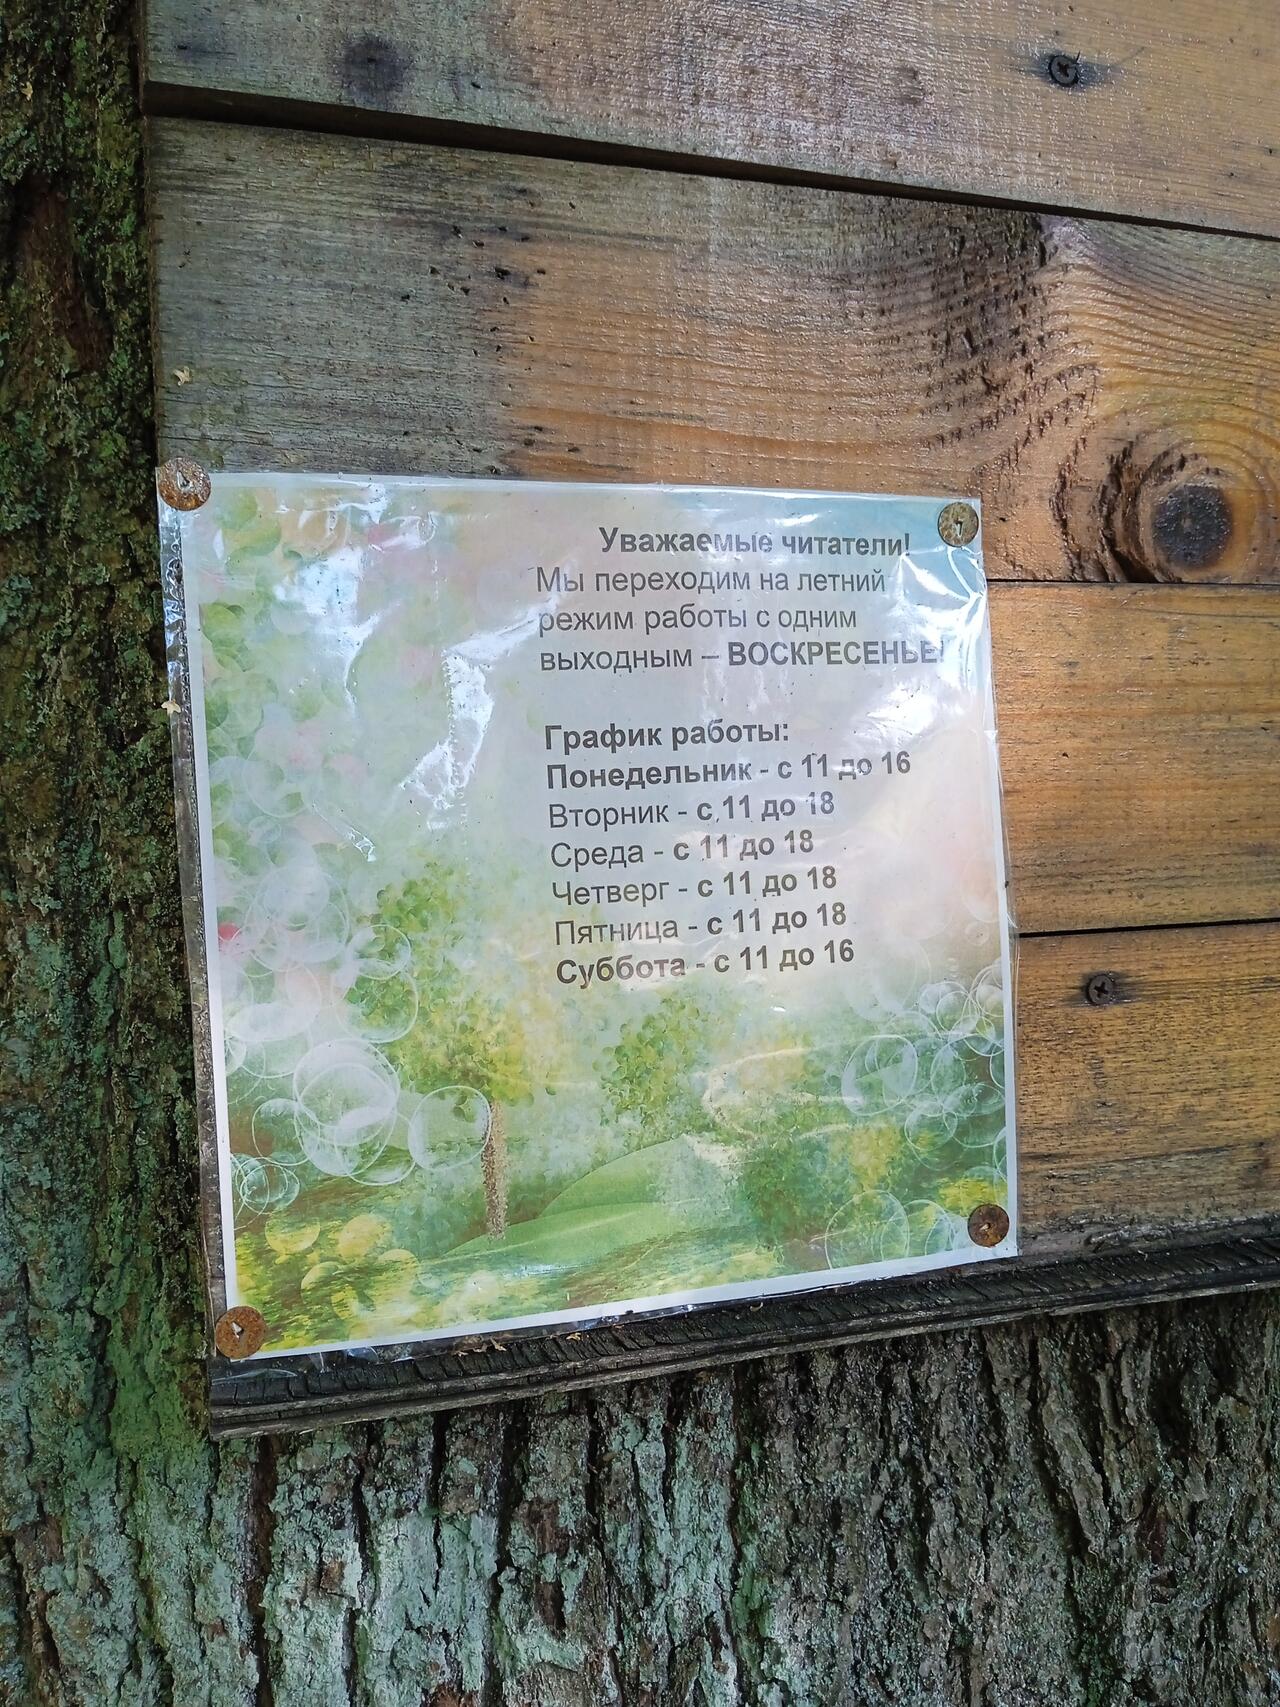 Уважаемые читатели!
Мы переходим на летний
режим работы с одним
выходным – ВОСКРЕСЕНЬЕ!
График работы:
Понедельник - с 11 до 16
Вторник - с 11 до 18
Среда - с 11 до 18
Четверг - с 11 до 18
Пятница - с 11 до 18
Суббота - с 11 до 16